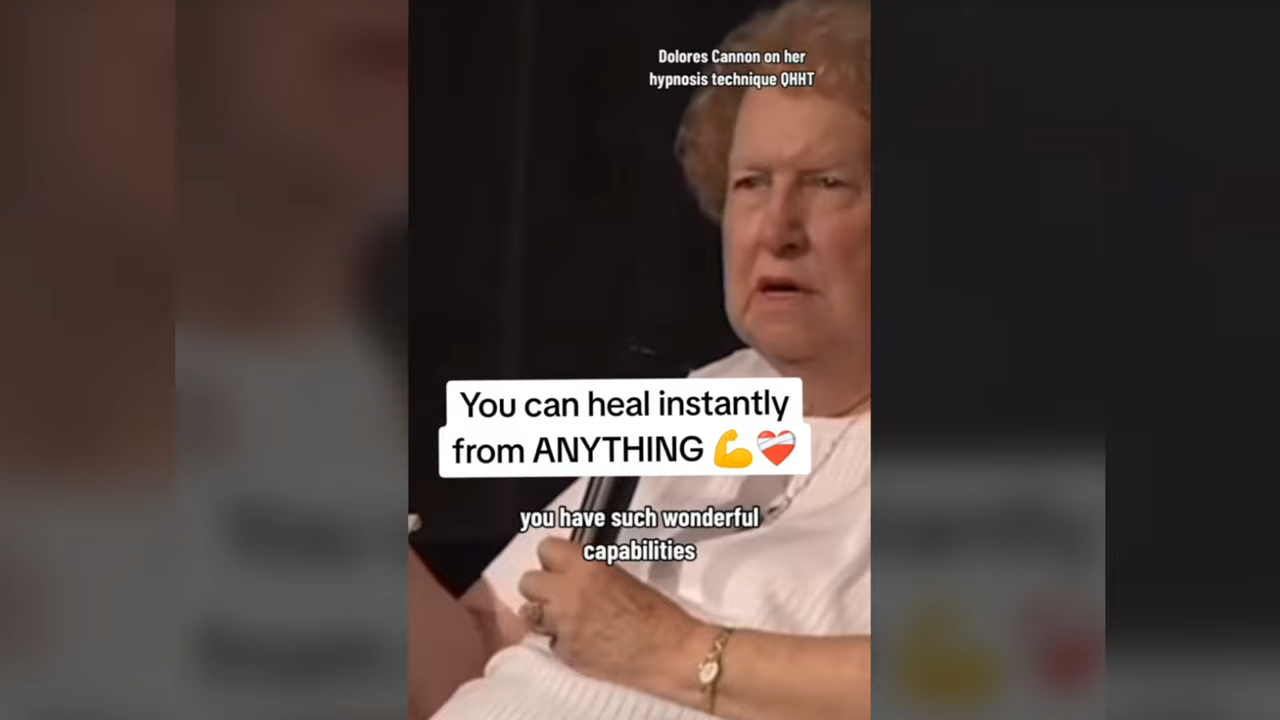 Dolores Cannon on her
hypnosis technique QHHT
You can heal instantly
from ANYTHING 💪❤️‍🩹
you have such wonderful
capabilities